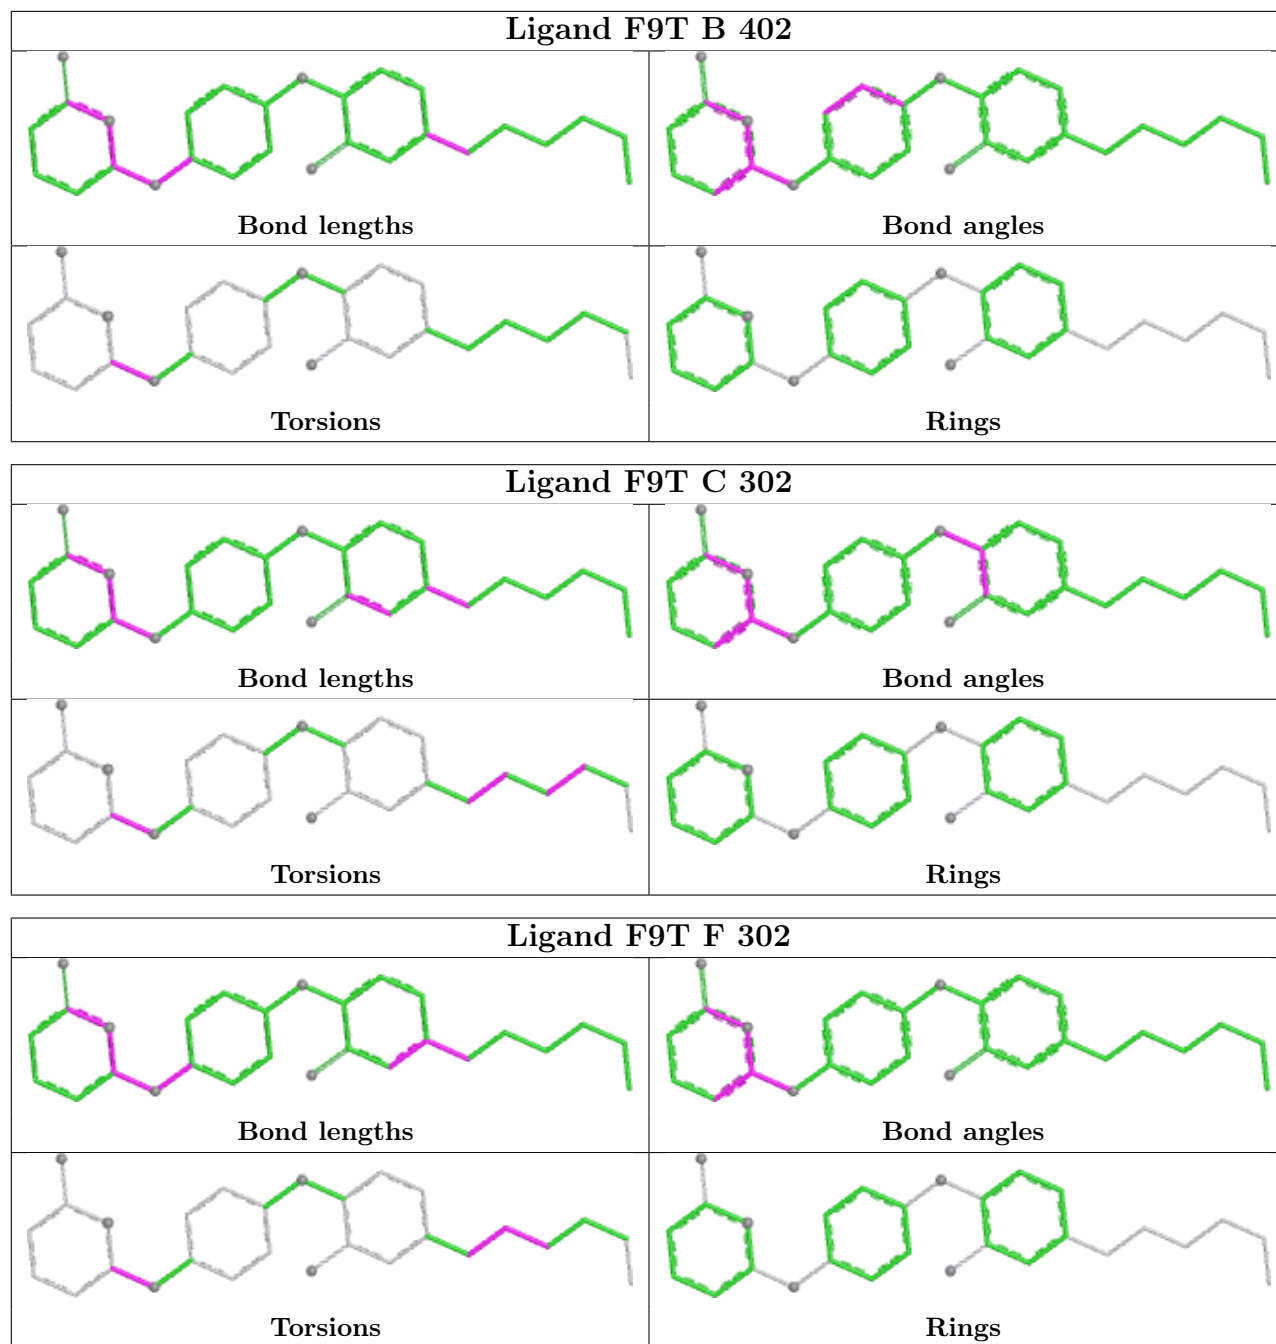 Ligand F9T B 402
Bond lengths
Bond angles
Torsions
Rings
Ligand F9T C 302
Bond lengths
Bond angles
Torsions
Rings
Ligand F9T F 302
Bond lengths
Bond angles
Torsions
Rings